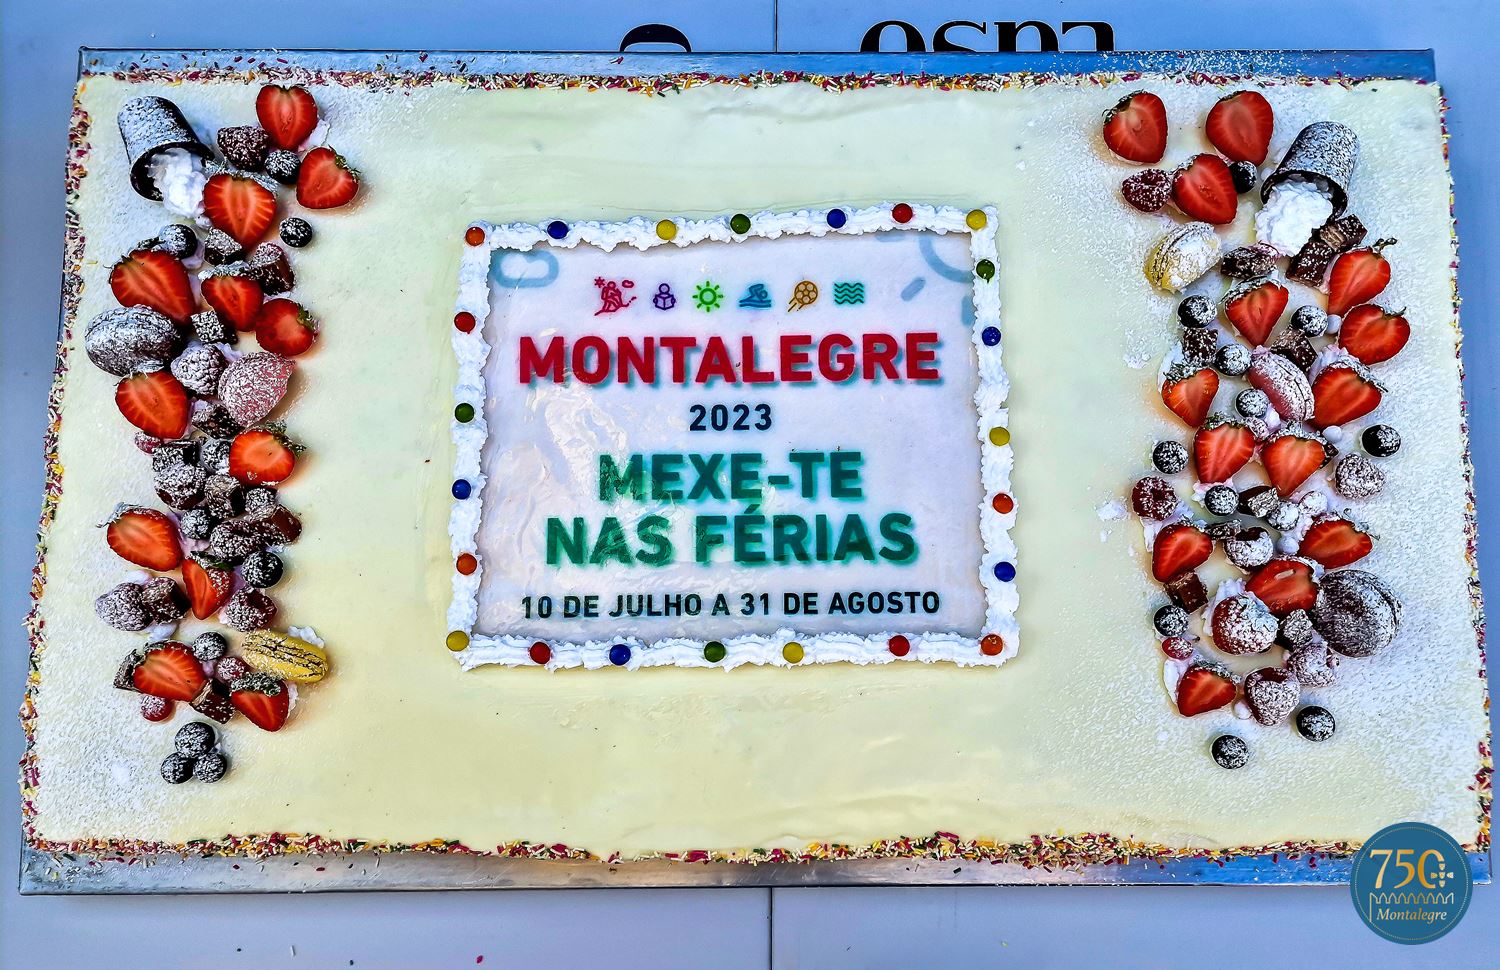 MONTALEGRE
2023
MEXE-TE
NAS FÉRIAS
10 DE JULHO A 31 DE AGOSTO
750
Montalegre